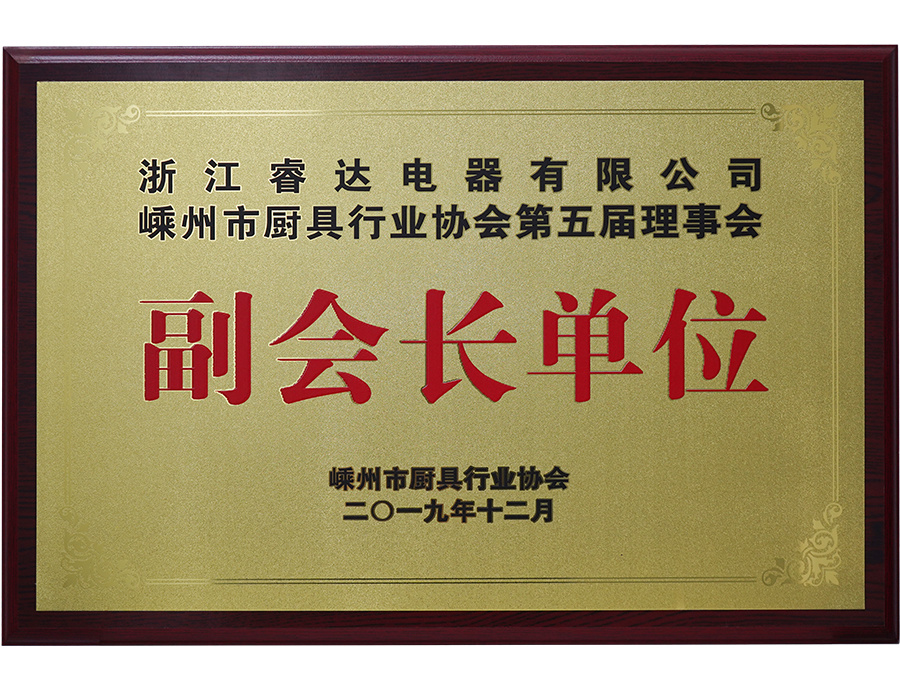 浙江睿达电器有限公司
嵊州市厨具行业协会第五届理事会
副会长单位
嵊州市厨具行业协会
二〇一九年十二月